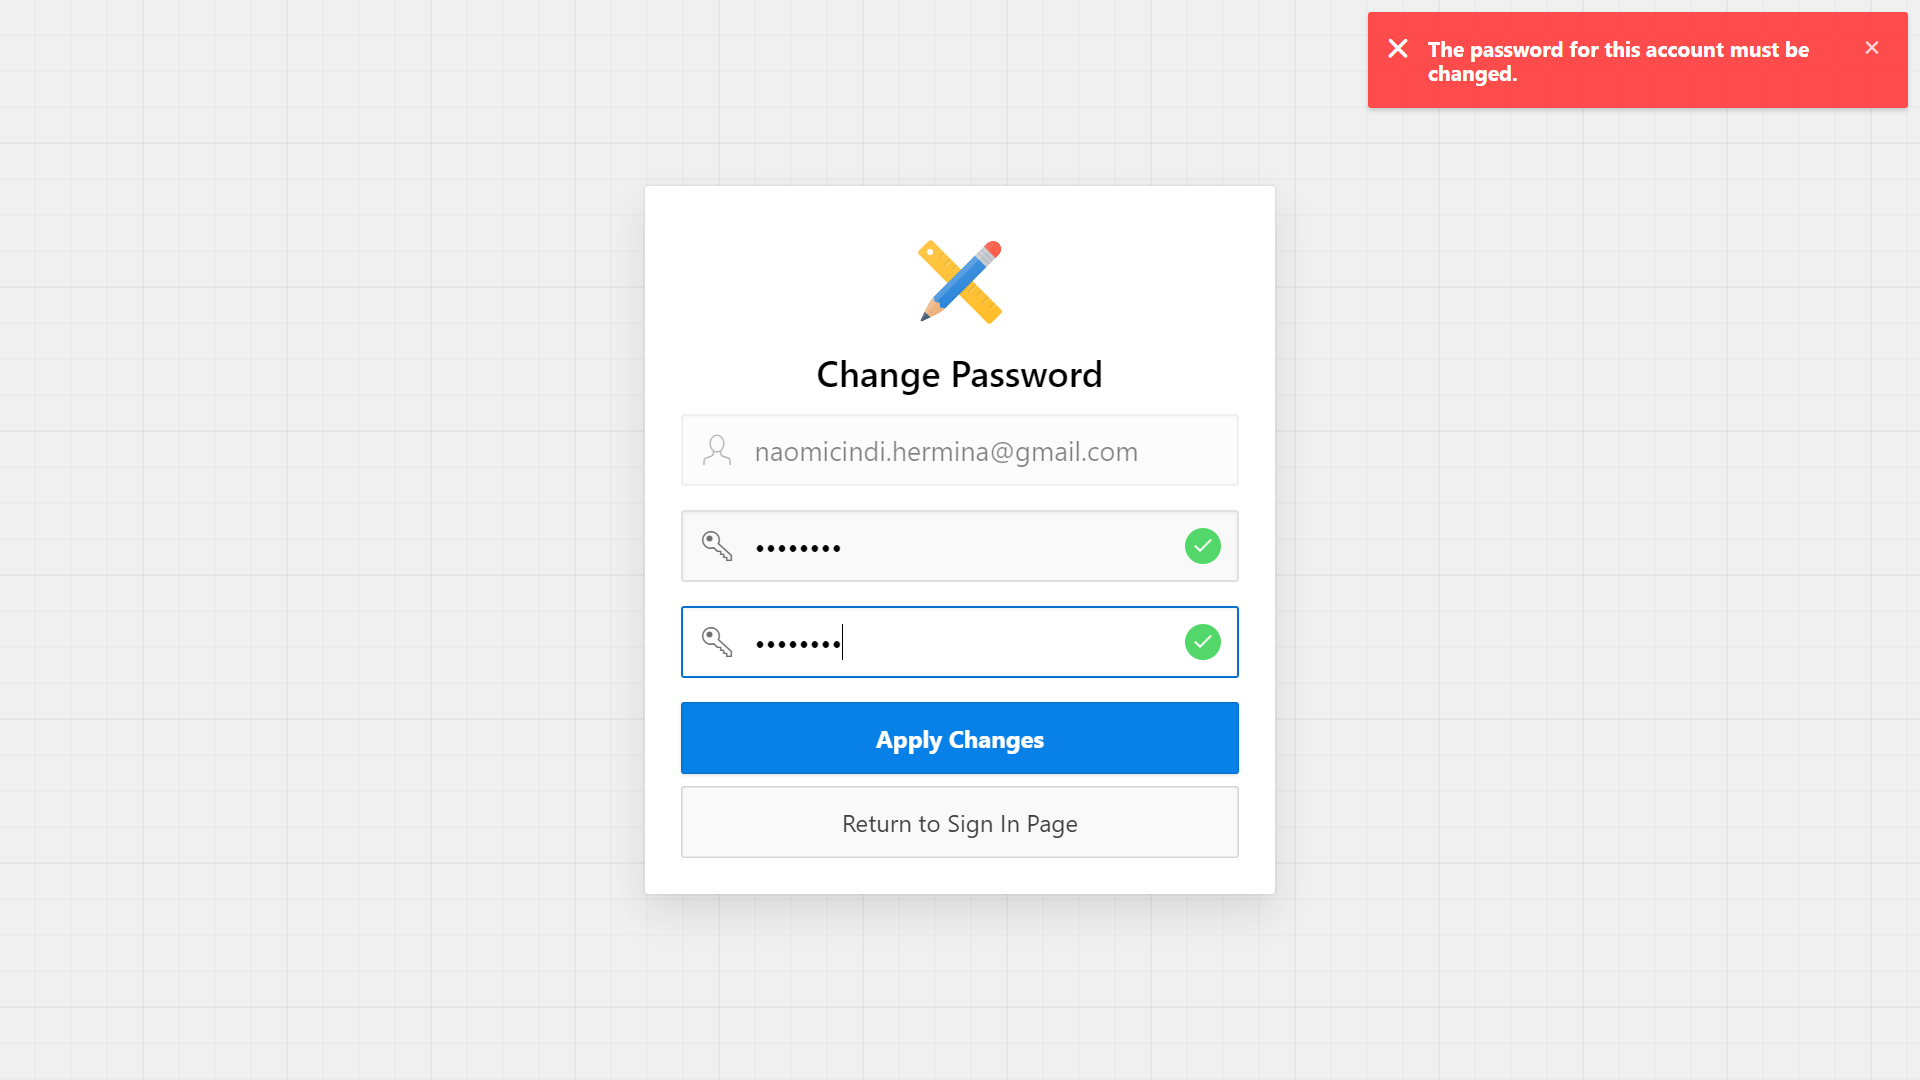 The password for this account must be
changed.
Change Password
naomicindi.hermina@gmail.com
••••••••
••••••••
Apply Changes
Return to Sign In Page